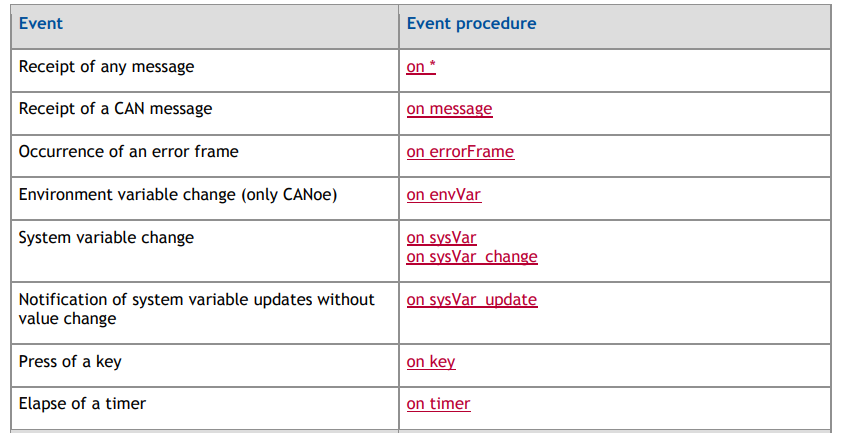 Event Event procedure
Receipt of any message on *
Receipt of a CAN message on message
Occurrence of an error frame on errorFrame
Environment variable change (only CANoe) on envVar
System variable change on sysVar
on sysVar_change
Notification of system variable updates without on sysVar_update
value change
Press of a key on key
Elapse of a timer on timer